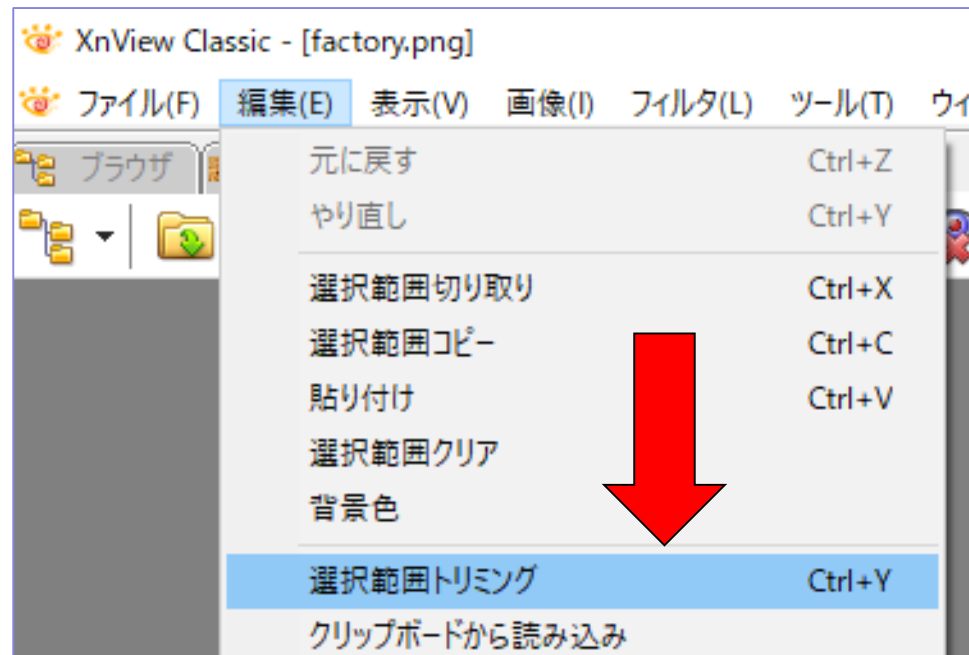 XnView Classic - [factory.png]
ファイル(F) 編集(E) 表示(V) 画像(I) フィルタ(L) ツール(T) ウィ
ブラウザ
元に戻す Ctrl+Z
やり直し Ctrl+Y
選択範囲切り取り Ctrl+X
選択範囲コピー Ctrl+C
貼り付け Ctrl+V
選択範囲クリア
背景色
選択範囲トリミング Ctrl+Y
クリップボードから読み込み